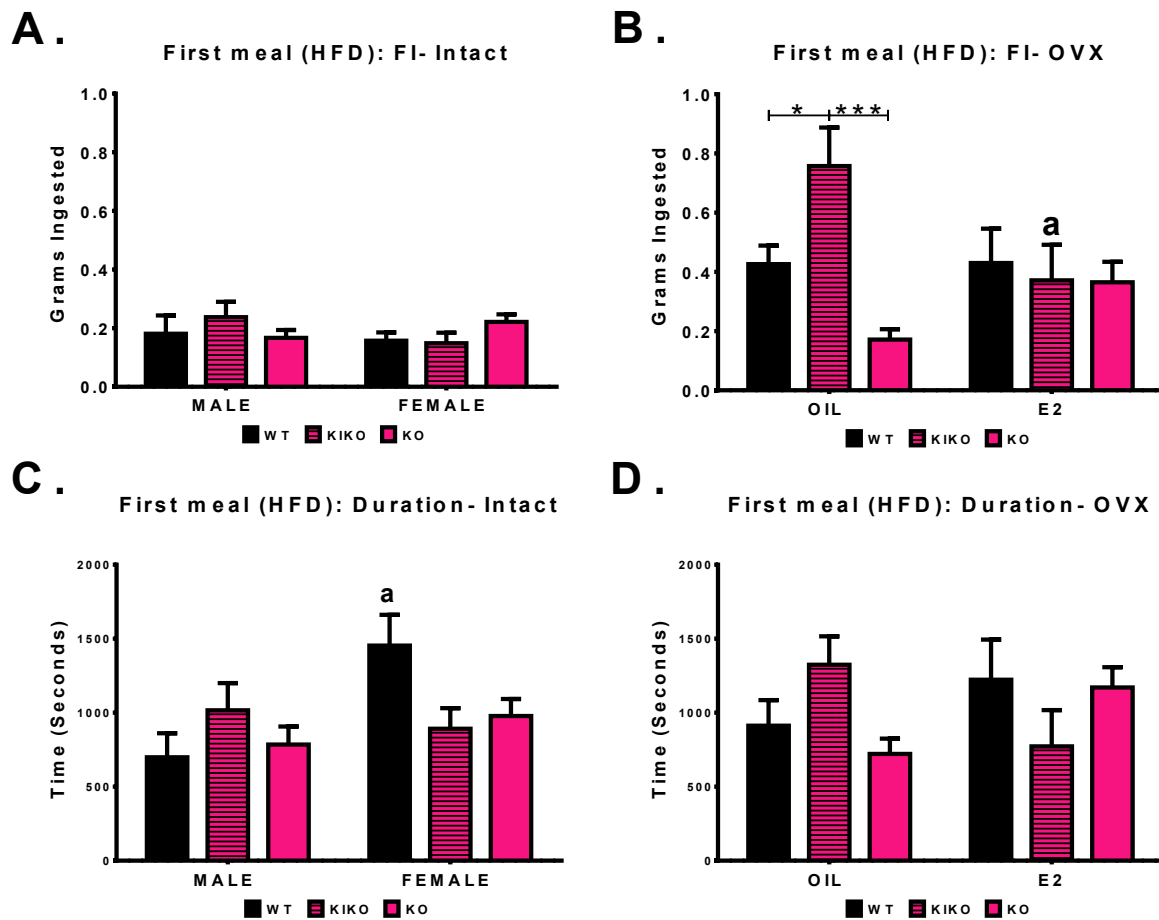 A.
First meal (HFD): FI- Intact
Grams Ingested
1.0
0.8
0.6
0.4
0.2
0.0
MALE FEMALE
WT KIKO KO
B.
First meal (HFD): FI- OVX
Grams Ingested
1.0
0.8
0.6
0.4
0.2
0.0
* ***
a
OIL E2
WT KIKO KO
C.
First meal (HFD): Duration- Intact
Time (Seconds)
2000
1500
1000
500
0
a
MALE FEMALE
WT KIKO KO
D.
First meal (HFD): Duration- OVX
Time (Seconds)
2000
1500
1000
500
0
OIL E2
WT KIKO KO